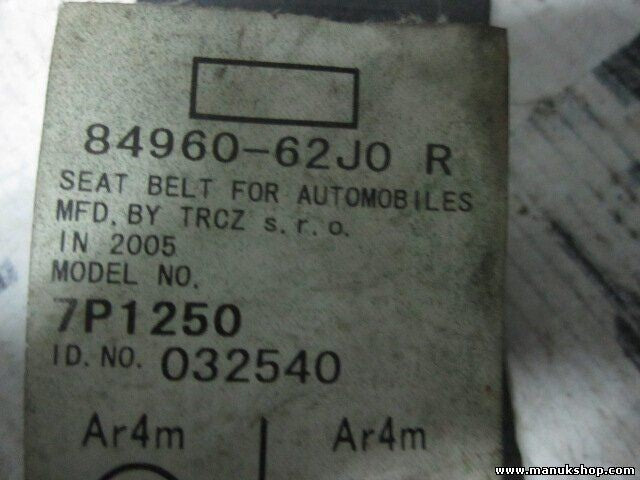 84960-62J0 R
SEAT BELT FOR AUTOMOBILES
MFD. BY TRCZ s. r. o.
IN 2005
MODEL NO.
7P1250
ID. NO. 032540
Ar4m Ar4m
www.manukshop.com